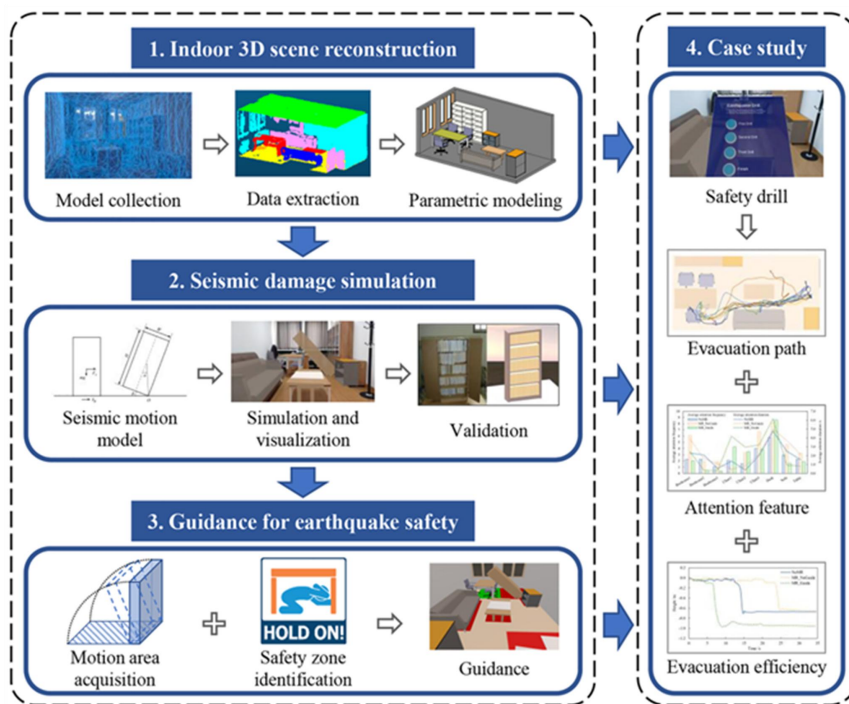 1. Indoor 3D scene reconstruction
Model collection
Data extraction
Parametric modeling
2. Seismic damage simulation
Seismic motion
model
Simulation and
visualization
Validation
3. Guidance for earthquake safety
Motion area
acquisition
HOLD ON!
Safety zone
identification
Guidance
4. Case study
Safety drill
Evacuation path
Attention feature
Evacuation efficiency